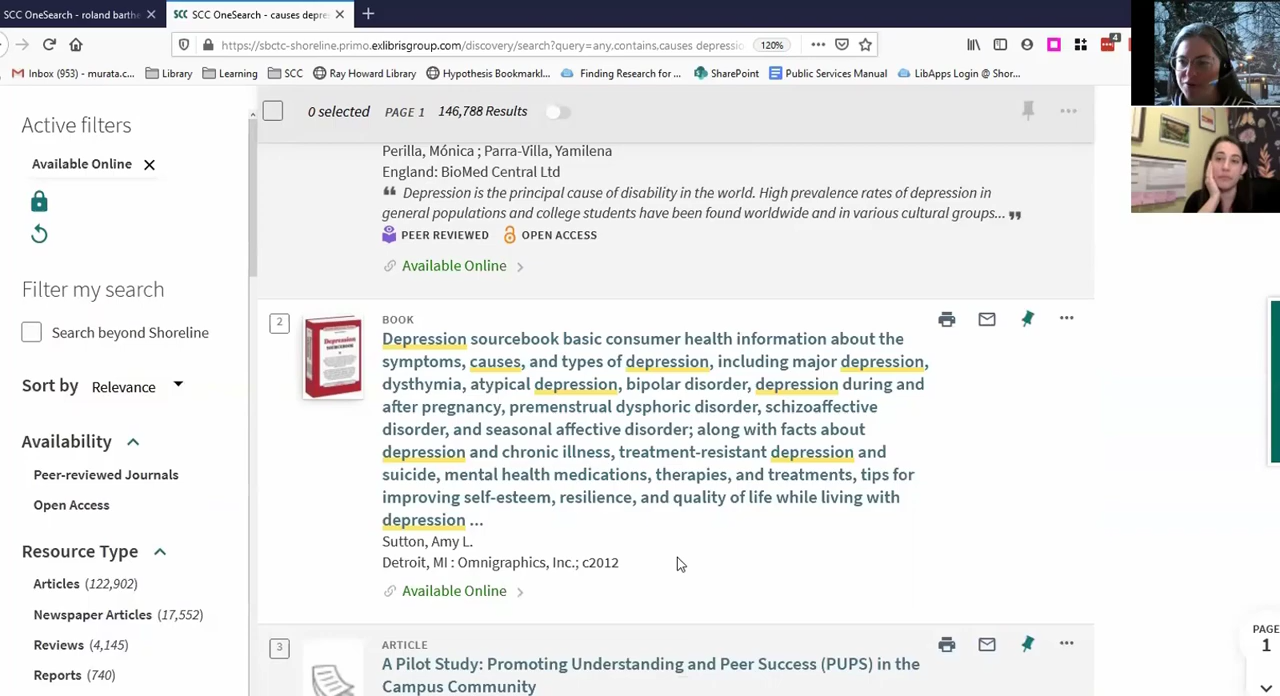 SCC OneSearch - roland barthe
SCC SCC OneSearch - causes depre
https://sbctc-shoreline.primo.exlibrisgroup.com/discovery/search?query=any,contains,causes depressio
120%
4
Inbox (953) - murata.c...
Library
Learning
SCC
Ray Howard Library
Hypothesis Bookmarkl...
Finding Research for ...
SharePoint
Public Services Manual
LibApps Login @ Shor...
Active filters
Available Online
Filter my search
Search beyond Shoreline
Sort by Relevance
Availability
Peer-reviewed Journals
Open Access
Resource Type
Articles (122,902)
Newspaper Articles (17,552)
Reviews (4,145)
Reports (740)
0 selected PAGE 1 146,788 Results
Perilla, Mónica ; Parra-Villa, Yamilena
England: BioMed Central Ltd
❝ Depression is the principal cause of disability in the world. High prevalence rates of depression in
general populations and college students have been found worldwide and in various cultural groups... ❞
PEER REVIEWED OPEN ACCESS
Available Online
2
BOOK
Depression SOURCEBOOK
Depression sourcebook basic consumer health information about the
symptoms, causes, and types of depression, including major depression,
dysthymia, atypical depression, bipolar disorder, depression during and
after pregnancy, premenstrual dysphoric disorder, schizoaffective
disorder, and seasonal affective disorder; along with facts about
depression and chronic illness, treatment-resistant depression and
suicide, mental health medications, therapies, and treatments, tips for
improving self-esteem, resilience, and quality of life while living with
depression ...
Sutton, Amy L.
Detroit, MI : Omnigraphics, Inc.; c2012
Available Online
3
ARTICLE
A Pilot Study: Promoting Understanding and Peer Success (PUPS) in the
Campus Community
PAGE
1